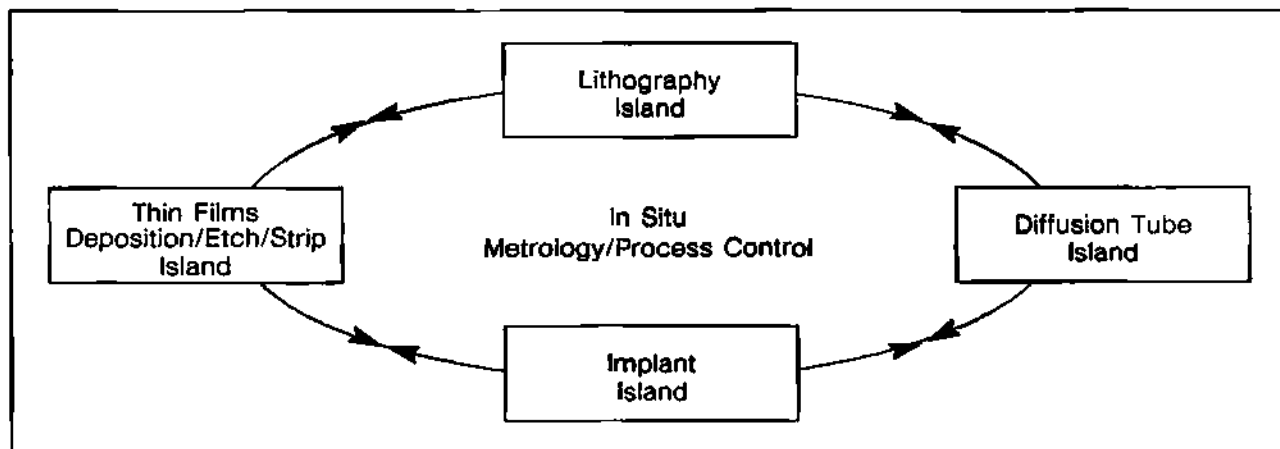 Lithography
Island
Thin Films
Deposition/Etch/Strip
Island
In Situ
Metrology/Process Control
Diffusion Tube
Island
Implant
Island